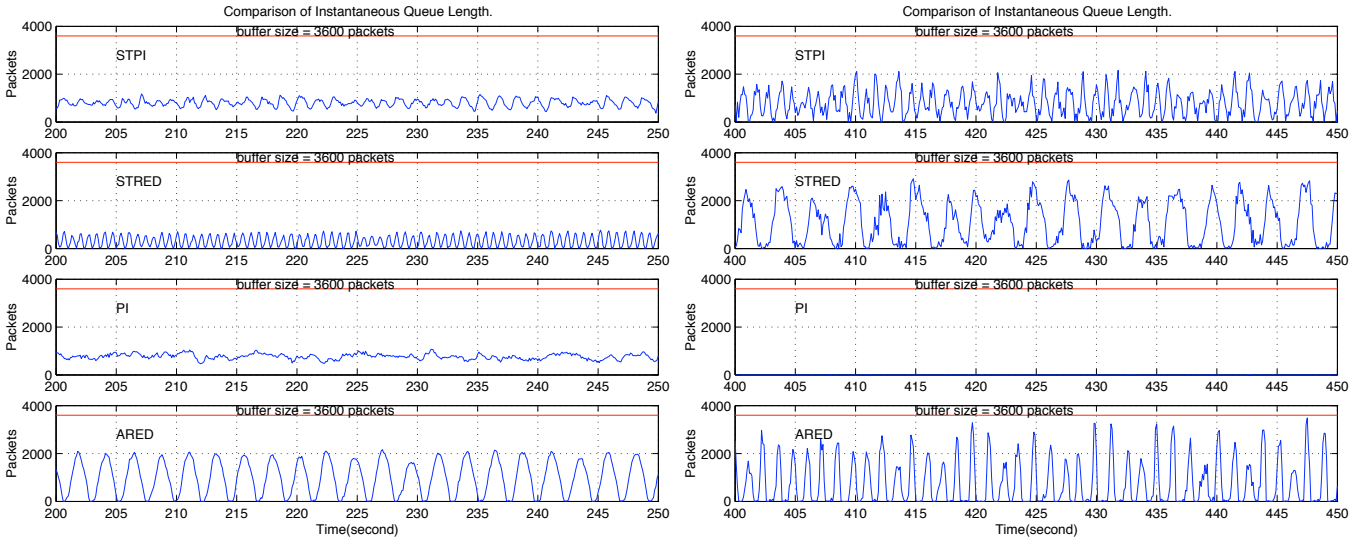 Comparison of Instantaneous Queue Length.
4000
buffer size = 3600 packets
STPI
Packets
2000
0
200 205 210 215 220 225 230 235 240 245 250
4000
buffer size = 3600 packets
STRED
Packets
2000
0
200 205 210 215 220 225 230 235 240 245 250
4000
buffer size = 3600 packets
PI
Packets
2000
0
200 205 210 215 220 225 230 235 240 245 250
4000
buffer size = 3600 packets
ARED
Packets
2000
0
200 205 210 215 220 225 230 235 240 245 250
Time(second)
Comparison of Instantaneous Queue Length.
4000
buffer size = 3600 packets
STPI
Packets
2000
0
400 405 410 415 420 425 430 435 440 445 450
4000
buffer size = 3600 packets
STRED
Packets
2000
0
400 405 410 415 420 425 430 435 440 445 450
4000
buffer size = 3600 packets
PI
Packets
2000
0
400 405 410 415 420 425 430 435 440 445 450
4000
buffer size = 3600 packets
ARED
Packets
2000
0
400 405 410 415 420 425 430 435 440 445 450
Time(second)